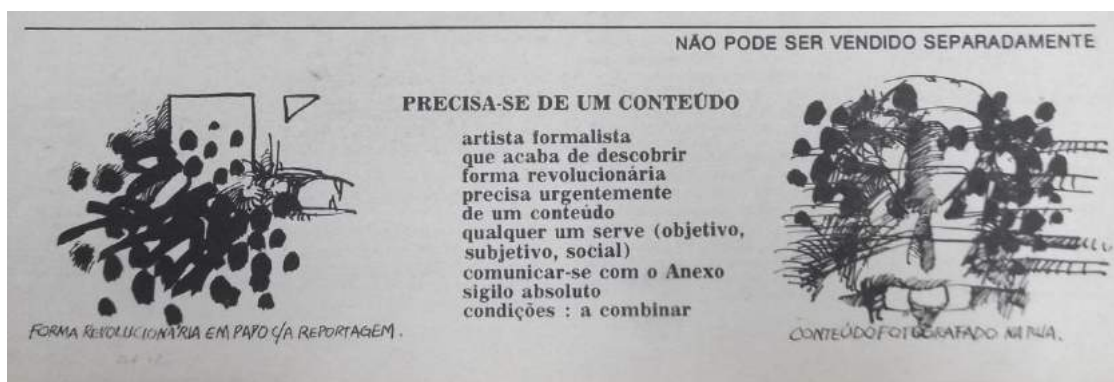 NÃO PODE SER VENDIDO SEPARADAMENTE
PRECISA-SE DE UM CONTEÚDO
artista formalista
que acaba de descobrir
forma revolucionária
precisa urgentemente
de um conteúdo
qualquer um serve (objetivo,
subjetivo, social)
comunicar-se com o Anexo
sigilo absoluto
condições : a combinar
FORMA REVOLUCIONÁRIA EM PAPO C/A REPORTAGEM.
CONTEÚDO FOTOGRAFADO NA RUA.